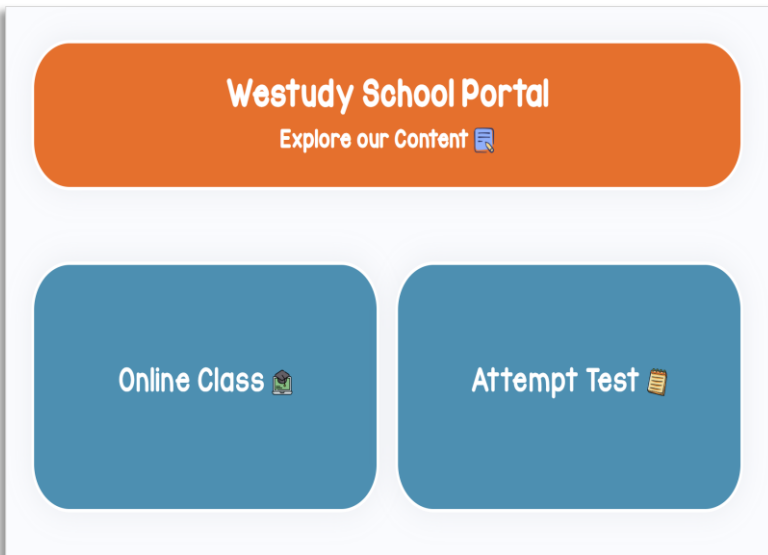 Westudy School Portal
Explore our Content
Online Class
Attempt Test